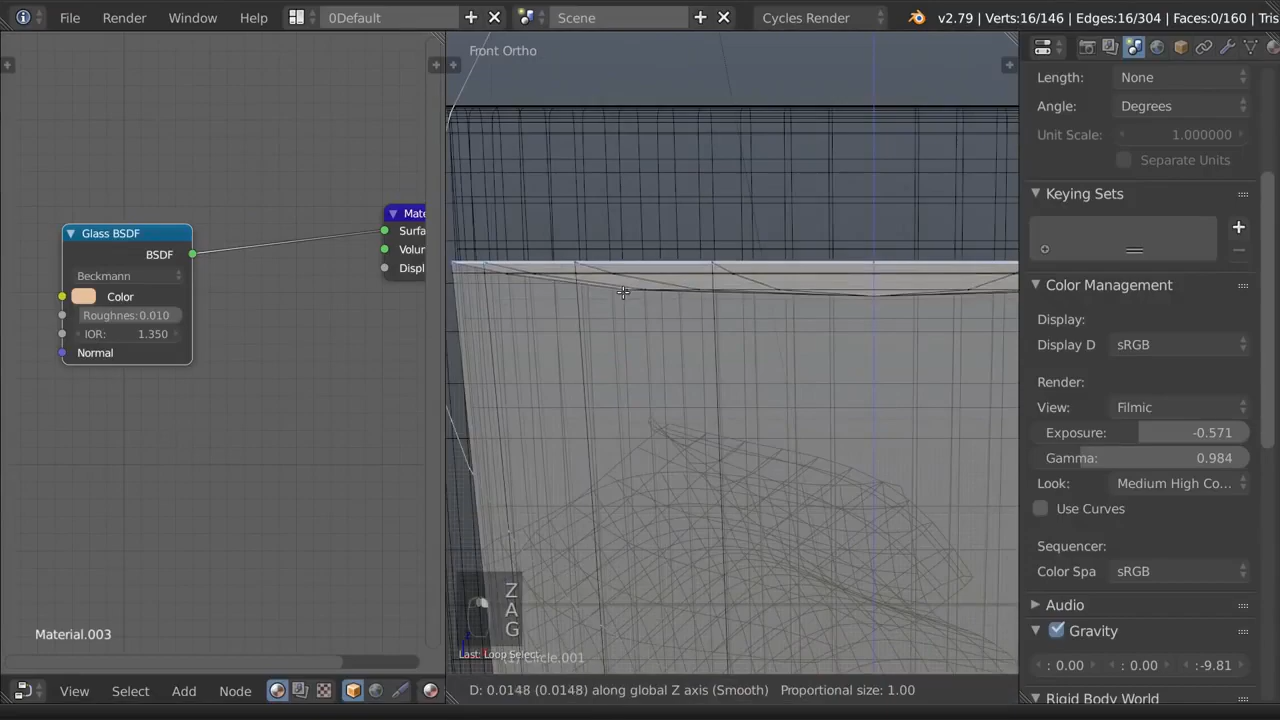 File Render Window Help 0Default Scene Cycles Render v2.79 | Verts:16/146 | Edges:16/304 | Faces:0/160 | Tris
Front Ortho
Length: None
Angle: Degrees
Unit Scale: 1.000000
Separate Units
Keying Sets
Color Management
Display:
Display D sRGB
Render:
View: Filmic
Exposure: -0.571
Gamma: 0.984
Look: Medium High Co...
Use Curves
Sequencer:
Color Spa sRGB
Audio
Gravity
: 0.00 : 0.00 :-9.81
Rigid Body World
Glass BSDF
BSDF
Beckmann
Color
Roughnes:0.010
IOR: 1.350
Normal
Mate
Surfa
Volu
Displ
Z
A
G
Last: Loop Select
(1) Circle.001
Material.003
View Select Add Node
D: 0.0148 (0.0148) along global Z axis (Smooth) Proportional size: 1.00